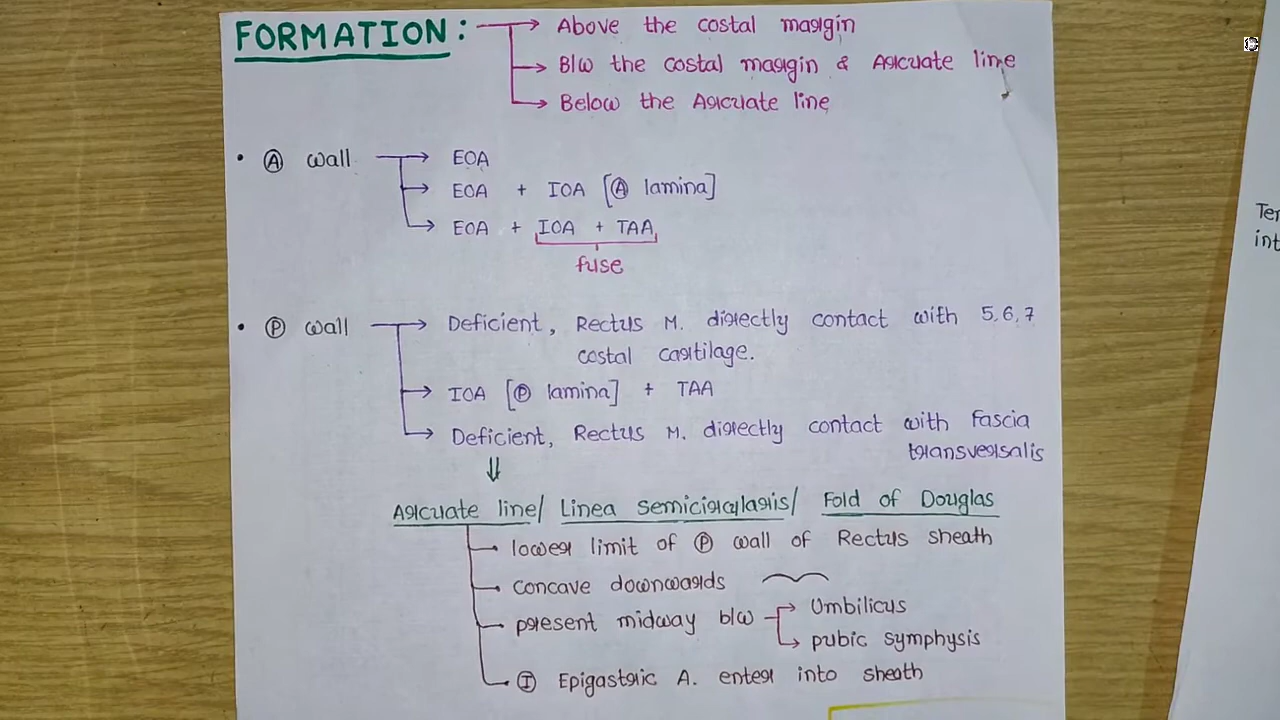 FORMATION :
Above the costal margin
B/w the costal margin & Arcuate line
Below the Arcuate line
• Ⓐ wall
EOA
EOA + IOA [Ⓐ lamina]
EOA + IOA + TAA
fuse
• Ⓟ wall
Deficient, Rectus M. directly contact with 5,6,7
costal cartilage.
IOA [Ⓟ lamina] + TAA
Deficient, Rectus M. directly contact with Fascia
transversalis
Arcuate line/ Linea semicircularis/ Fold of Douglas
lower limit of Ⓟ wall of Rectus sheath
concave downwards
present midway b/w
Umbilicus
pubic symphysis
Ⓘ Epigastric A. enter into sheath